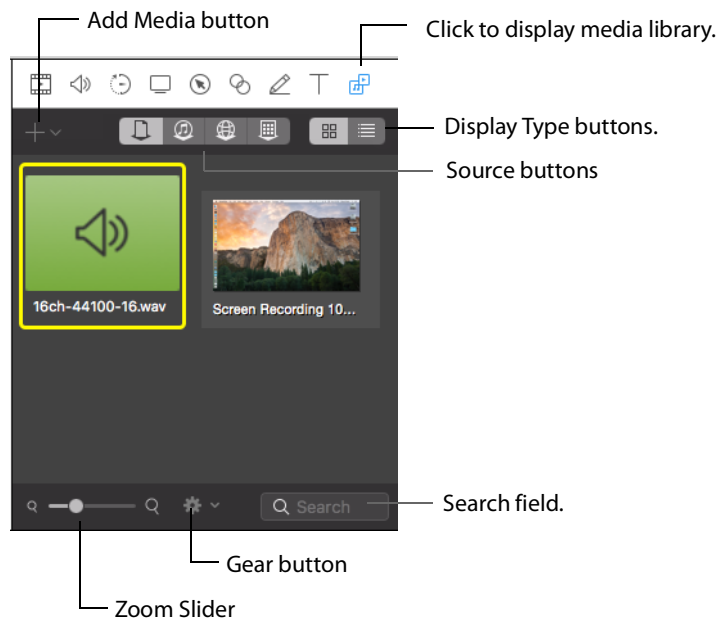 Add Media button
Click to display media library.
Display Type buttons.
Source buttons
16ch-44100-16.wav
Screen Recording 10...
Search
Search field.
Gear button
Zoom Slider